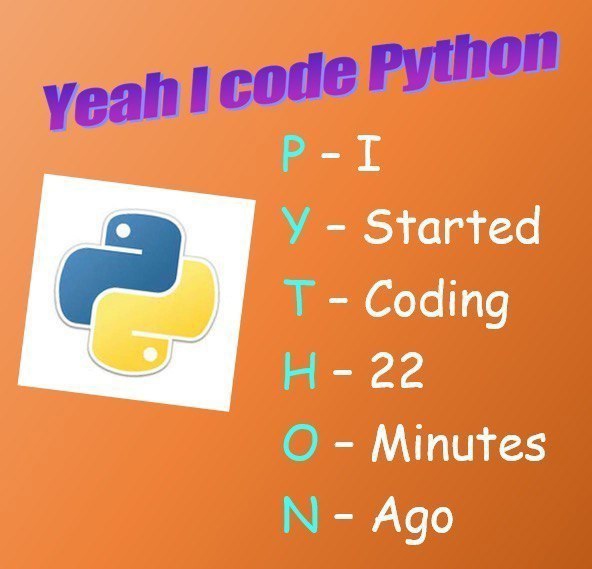 Yeah I code Python
P - I
Y - Started
T - Coding
H - 22
O - Minutes
N - Ago